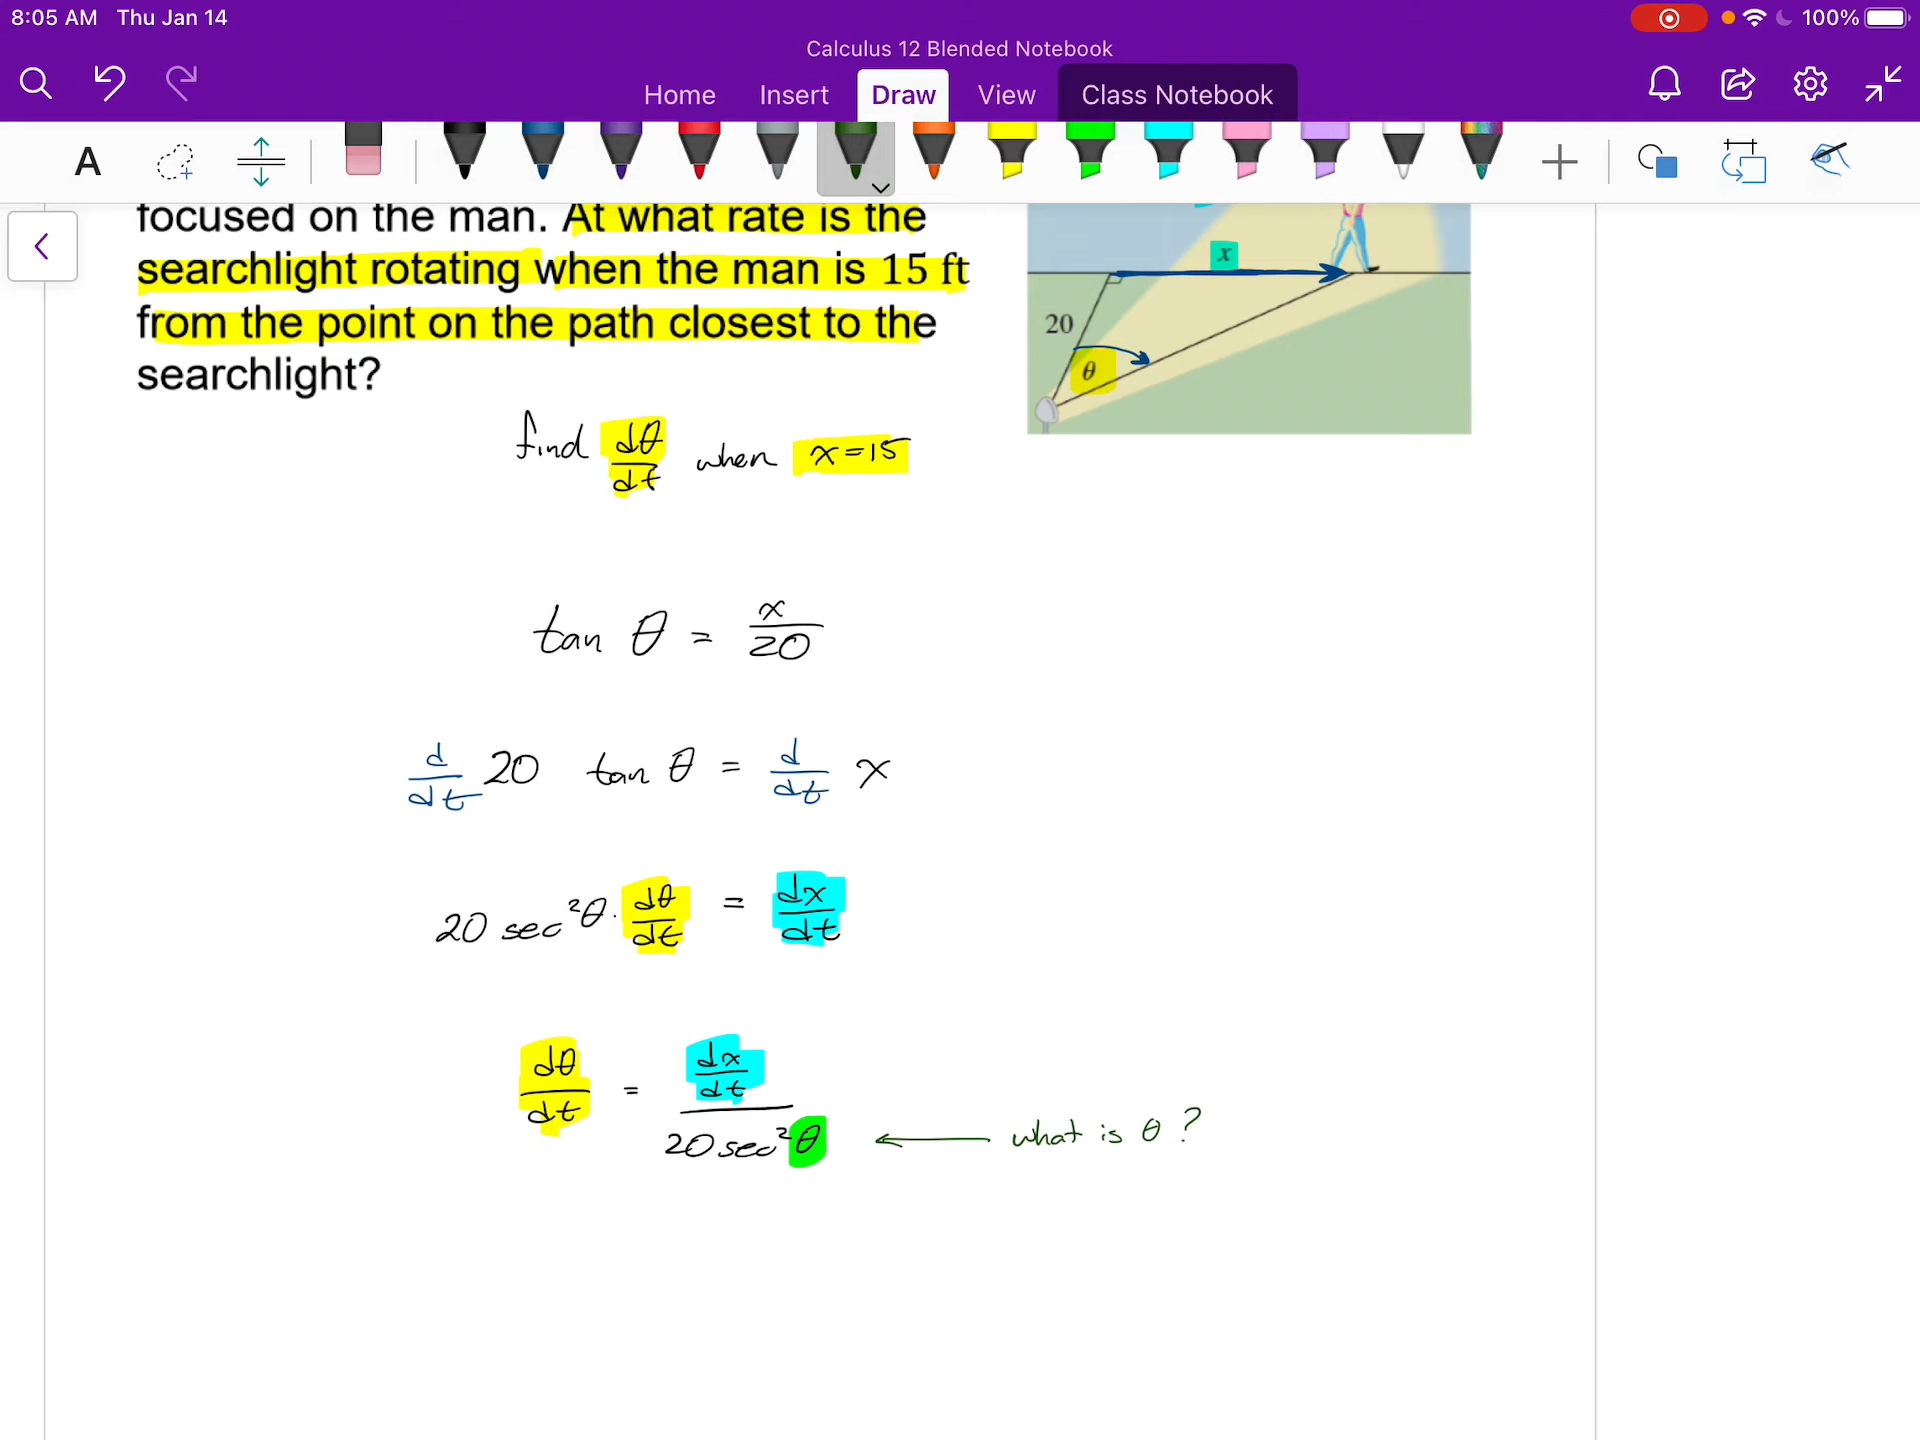 8:05 AM Thu Jan 14
100%
Calculus 12 Blended Notebook
Home Insert Draw View Class Notebook
A
focused on the man. At what rate is the
searchlight rotating when the man is 15 ft
from the point on the path closest to the
searchlight?
x
20
θ
find dθ/dt when x=15
tan θ = x/20
d/dt 20 tan θ = d/dt x
20 sec²θ · dθ/dt = dx/dt
dθ/dt = (dx/dt)/(20 sec²θ) ← what is θ ?